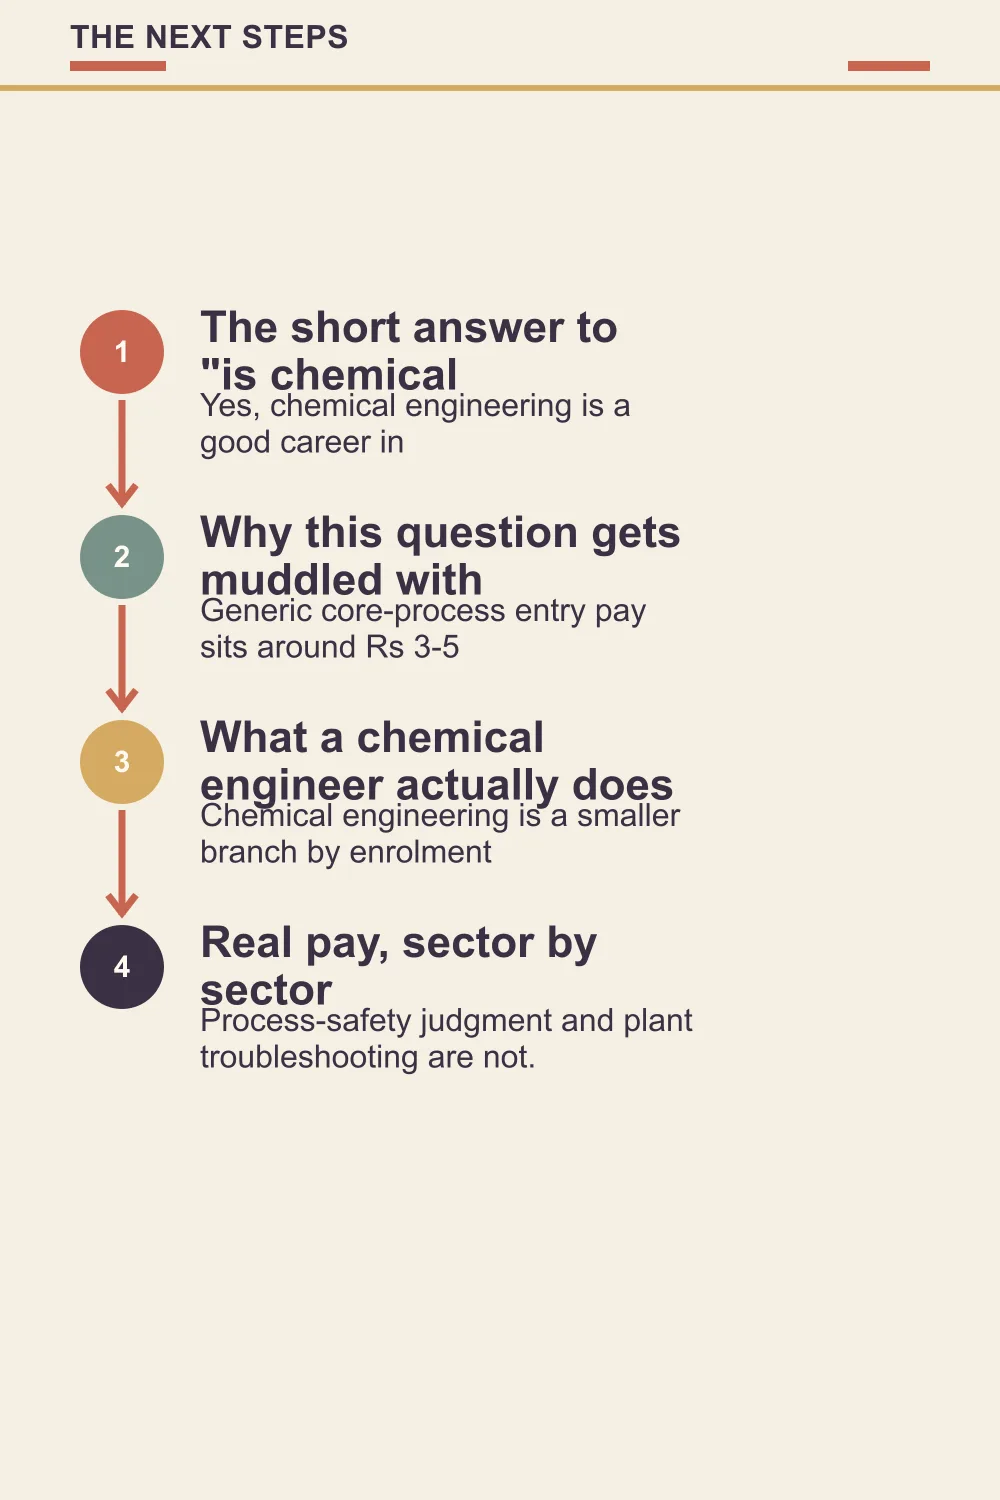 THE NEXT STEPS
1
The short answer to
"is chemical
Yes, chemical engineering is a
good career in
2
Why this question gets
muddled with
Generic core-process entry pay
sits around Rs 3-5
3
What a chemical
engineer actually does
Chemical engineering is a smaller
branch by enrolment
4
Real pay, sector by
sector
Process-safety judgment and plant
troubleshooting are not.